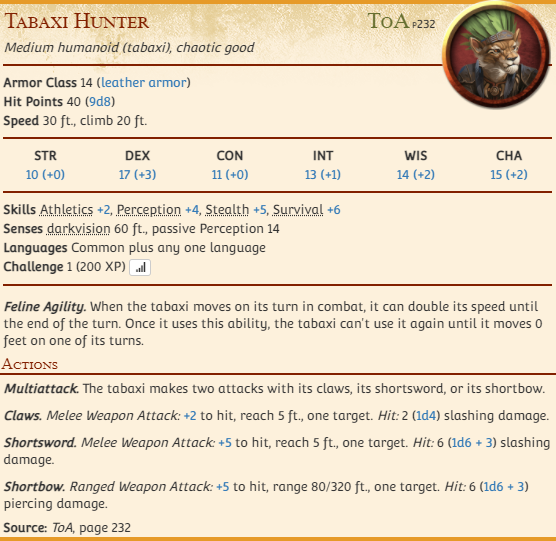 Tabaxi Hunter ToA p232
Medium humanoid (tabaxi), chaotic good
Armor Class 14 (leather armor)
Hit Points 40 (9d8)
Speed 30 ft., climb 20 ft.
STR DEX CON INT WIS CHA
10 (+0) 17 (+3) 11 (+0) 13 (+1) 14 (+2) 15 (+2)
Skills Athletics +2, Perception +4, Stealth +5, Survival +6
Senses darkvision 60 ft., passive Perception 14
Languages Common plus any one language
Challenge 1 (200 XP)
Feline Agility. When the tabaxi moves on its turn in combat, it can double its speed until
the end of the turn. Once it uses this ability, the tabaxi can't use it again until it moves 0
feet on one of its turns.
Actions
Multiattack. The tabaxi makes two attacks with its claws, its shortsword, or its shortbow.
Claws. Melee Weapon Attack: +2 to hit, reach 5 ft., one target. Hit: 2 (1d4) slashing damage.
Shortsword. Melee Weapon Attack: +5 to hit, reach 5 ft., one target. Hit: 6 (1d6 + 3) slashing
damage.
Shortbow. Ranged Weapon Attack: +5 to hit, range 80/320 ft., one target. Hit: 6 (1d6 + 3)
piercing damage.
Source: ToA, page 232